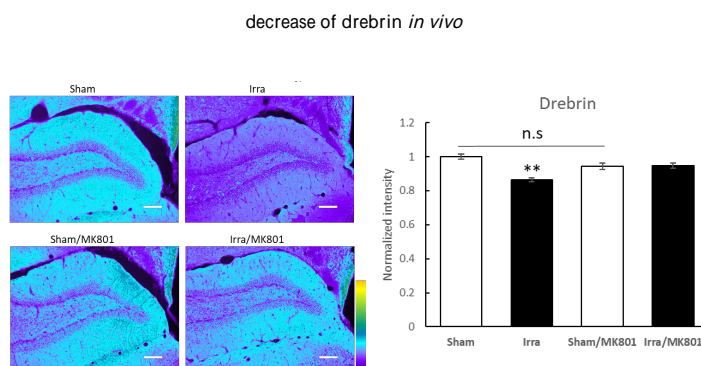 decrease of drebrin in vivo
Sham
Irra
Sham/MK801
Irra/MK801
Drebrin
n.s
**
Normalized intensity
1.2
1
0.8
0.6
0.4
0.2
0
Sham
Irra
Sham/MK801
Irra/MK801